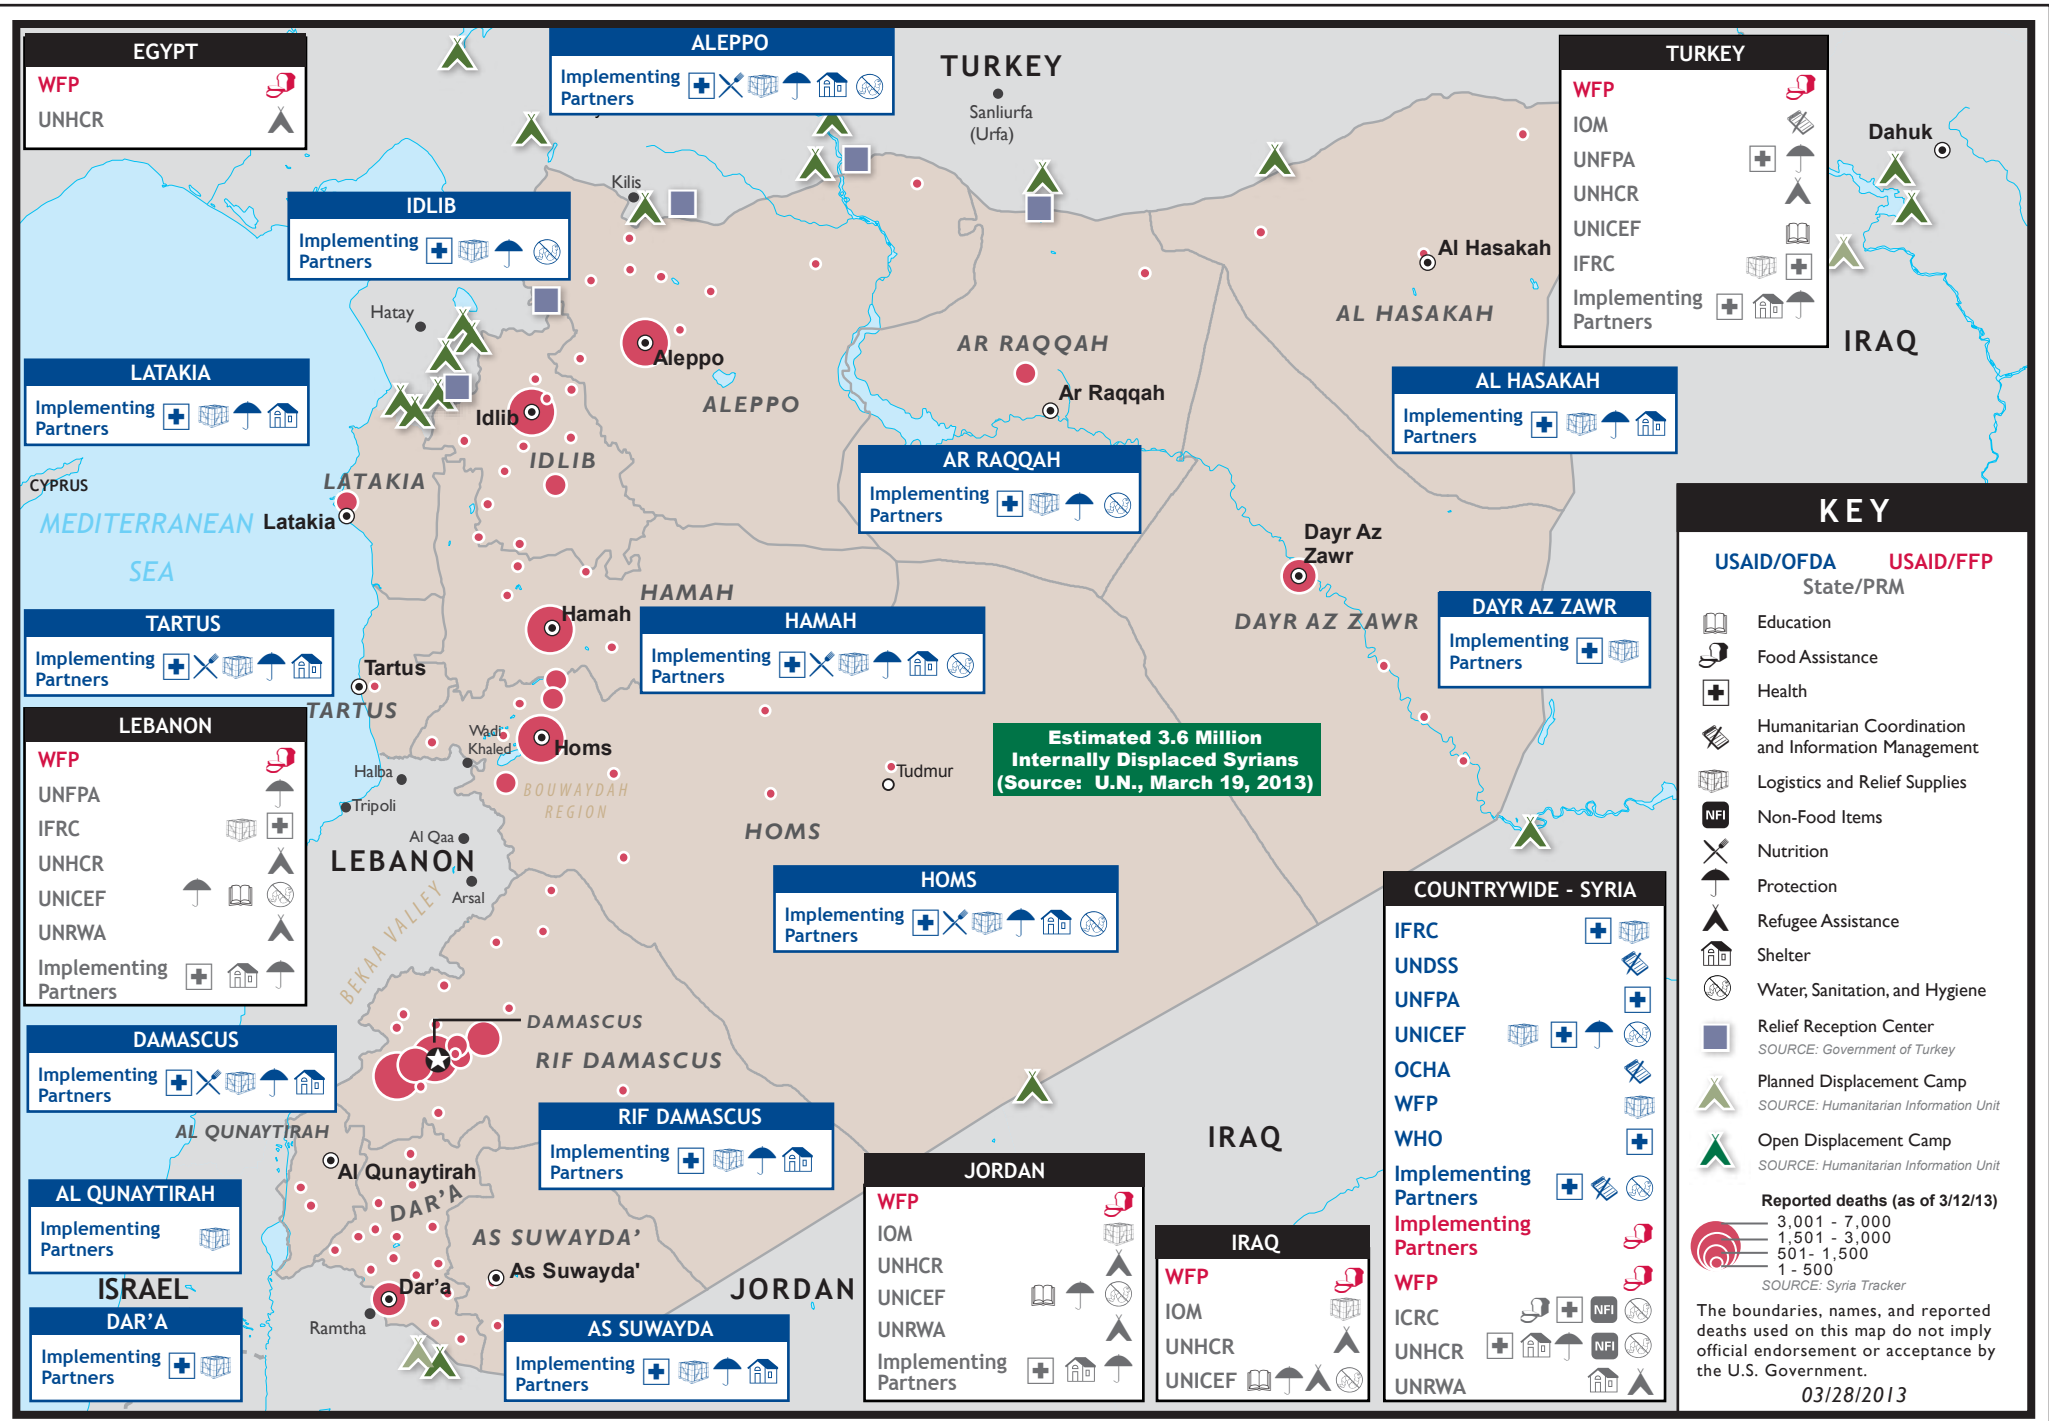 EGYPT
WFP
UNHCR
ALEPPO
Implementing
Partners
TURKEY
Sanliurfa
(Urfa)
TURKEY
WFP
IOM
UNFPA
UNHCR
UNICEF
IFRC
Implementing
Partners
Dahuk
IRAQ
Kilis
IDLIB
Implementing
Partners
Hatay
Al Hasakah
AL HASAKAH
AR RAQQAH
Ar Raqqah
Aleppo
ALEPPO
Idlib
IDLIB
LATAKIA
Implementing
Partners
AL HASAKAH
Implementing
Partners
AR RAQQAH
Implementing
Partners
CYPRUS
MEDITERRANEAN
SEA
LATAKIA
Latakia
Dayr Az
Zawr
DAYR AZ ZAWR
DAYR AZ ZAWR
Implementing
Partners
HAMAH
Hamah
HAMAH
Implementing
Partners
TARTUS
Implementing
Partners
Tartus
TARTUS
LEBANON
WFP
UNFPA
IFRC
UNHCR
UNICEF
UNRWA
Implementing
Partners
Wadi
Khaled
Halba
Tripoli
Al Qaa
LEBANON
Arsal
BEKAA VALLEY
Homs
BOUWAYDAH
REGION
Tudmur
HOMS
Estimated 3.6 Million
Internally Displaced Syrians
(Source: U.N., March 19, 2013)
HOMS
Implementing
Partners
DAMASCUS
Implementing
Partners
DAMASCUS
RIF DAMASCUS
RIF DAMASCUS
Implementing
Partners
AL QUNAYTIRAH
Al Qunaytirah
AL QUNAYTIRAH
Implementing
Partners
DAR'A
AS SUWAYDA'
As Suwayda'
Dar'a
Ramtha
ISRAEL
DAR'A
Implementing
Partners
AS SUWAYDA
Implementing
Partners
JORDAN
JORDAN
WFP
IOM
UNHCR
UNICEF
UNRWA
Implementing
Partners
IRAQ
IRAQ
WFP
IOM
UNHCR
UNICEF
COUNTRYWIDE - SYRIA
IFRC
UNDSS
UNFPA
UNICEF
OCHA
WFP
WHO
Implementing
Partners
Implementing
Partners
WFP
ICRC NFI
UNHCR NFI
UNRWA
KEY
USAID/OFDA USAID/FFP
State/PRM
Education
Food Assistance
Health
Humanitarian Coordination
and Information Management
Logistics and Relief Supplies
NFI Non-Food Items
Nutrition
Protection
Refugee Assistance
Shelter
Water, Sanitation, and Hygiene
Relief Reception Center
SOURCE: Government of Turkey
Planned Displacement Camp
SOURCE: Humanitarian Information Unit
Open Displacement Camp
SOURCE: Humanitarian Information Unit
Reported deaths (as of 3/12/13)
3,001 - 7,000
1,501 - 3,000
501- 1,500
1 - 500
SOURCE: Syria Tracker
The boundaries, names, and reported
deaths used on this map do not imply
official endorsement or acceptance by
the U.S. Government.
03/28/2013